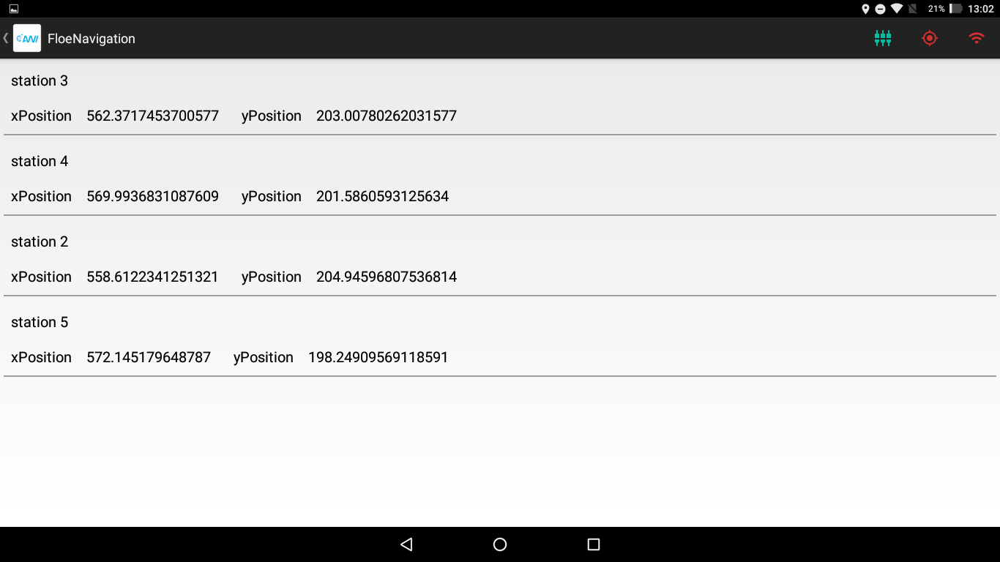 21% 13:02
AWI FloeNavigation
station 3
xPosition 562.3717453700577 yPosition 203.00780262031577
station 4
xPosition 569.9936831087609 yPosition 201.5860593125634
station 2
xPosition 558.6122341251321 yPosition 204.94596807536814
station 5
xPosition 572.145179648787 yPosition 198.24909569118591